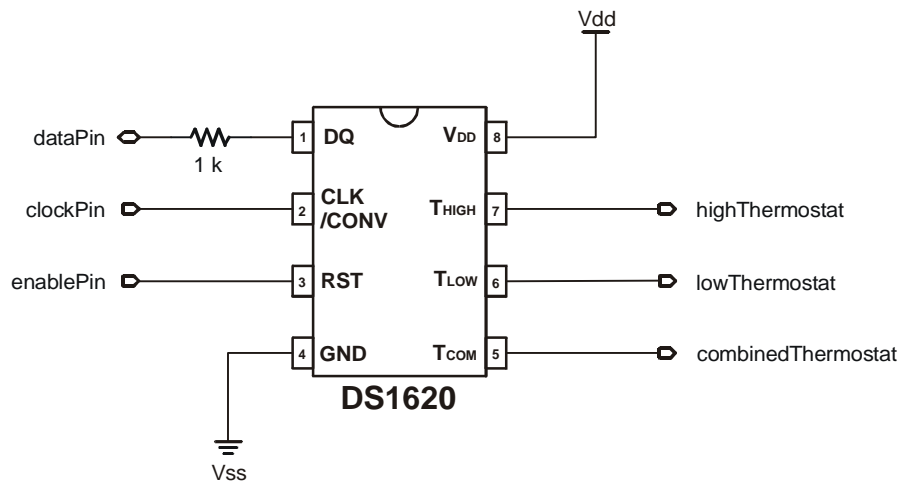 Vdd
dataPin
1 k
1 DQ
VDD 8
clockPin
2 CLK
/CONV
THIGH 7
highThermostat
enablePin
3 RST
TLOW 6
lowThermostat
4 GND
TCOM 5
combinedThermostat
DS1620
Vss